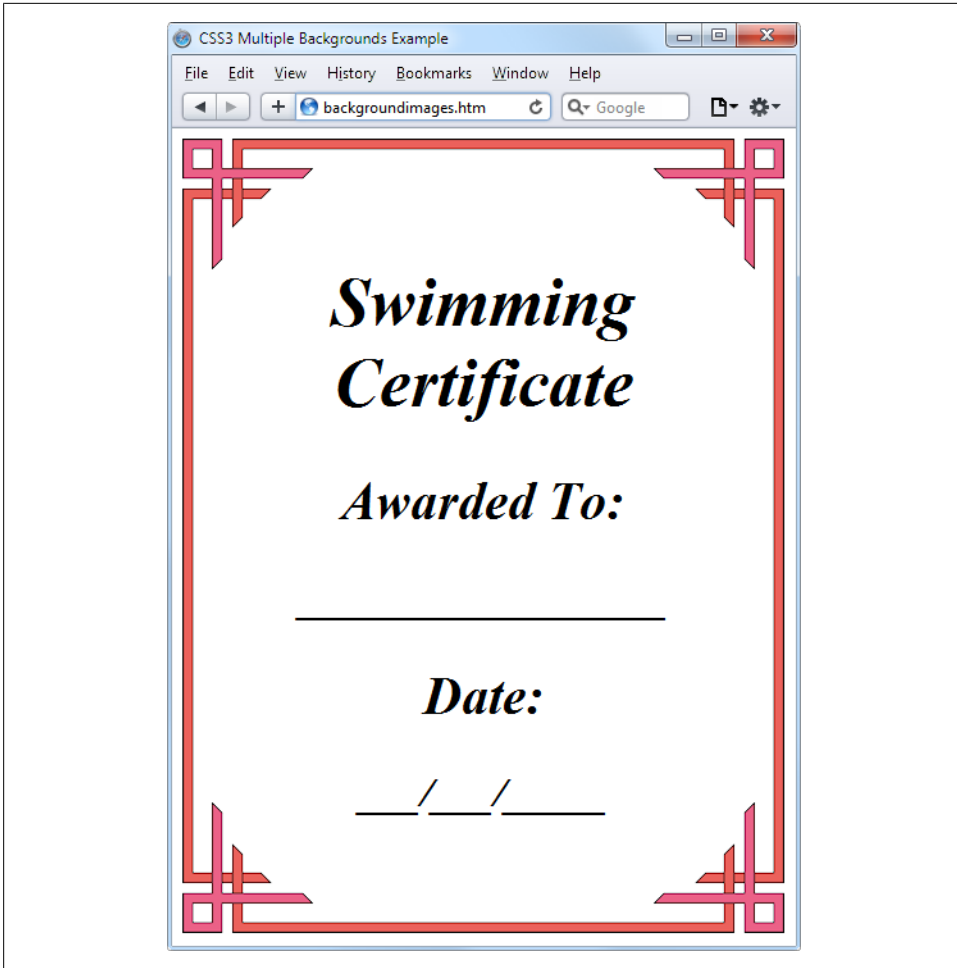 CSS3 Multiple Backgrounds Example
File Edit View History Bookmarks Window Help
backgroundimages.htm Google
Swimming
Certificate
Awarded To:
__________________
Date:
___/___/_____